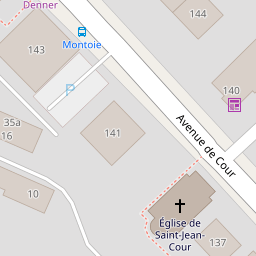 Denner
144
143
Montoie
P
140
Avenue de Cour
141
35a
16
10
Église de
Saint-Jean-
Cour
137